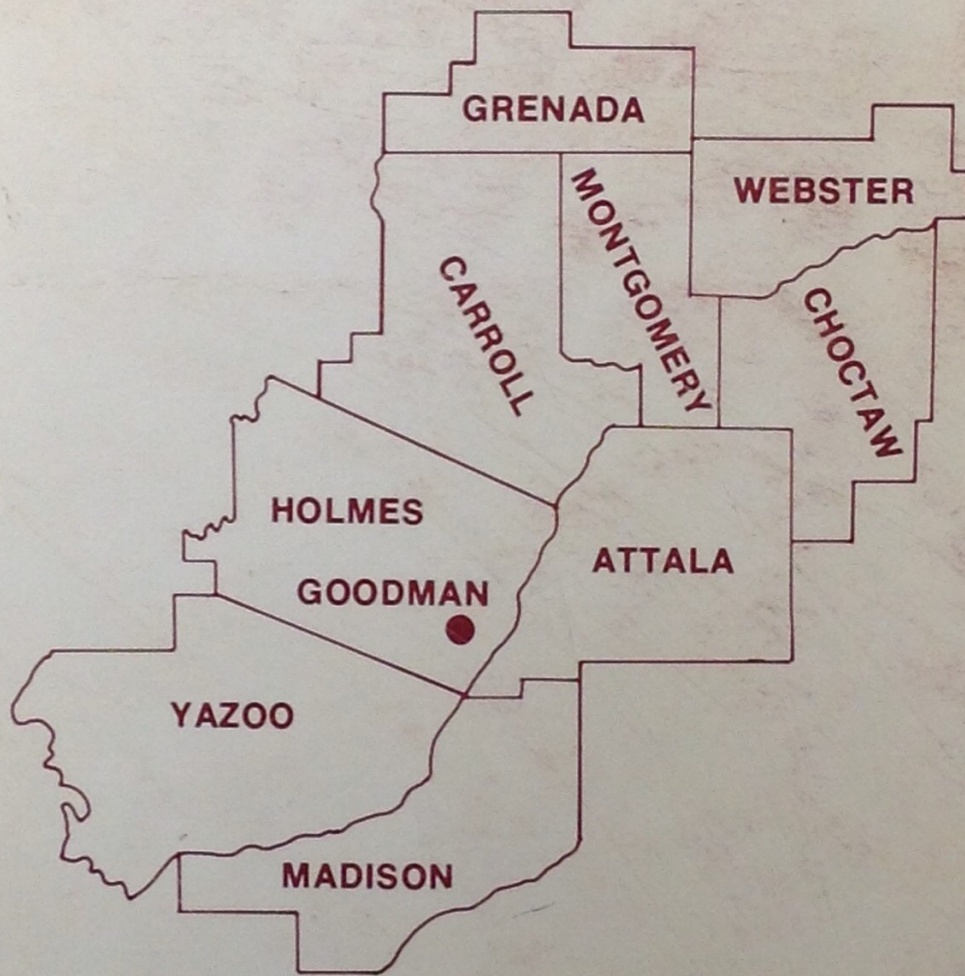 GRENADA
WEBSTER
MONTGOMERY
CARROLL
CHOCTAW
HOLMES
ATTALA
GOODMAN
YAZOO
MADISON